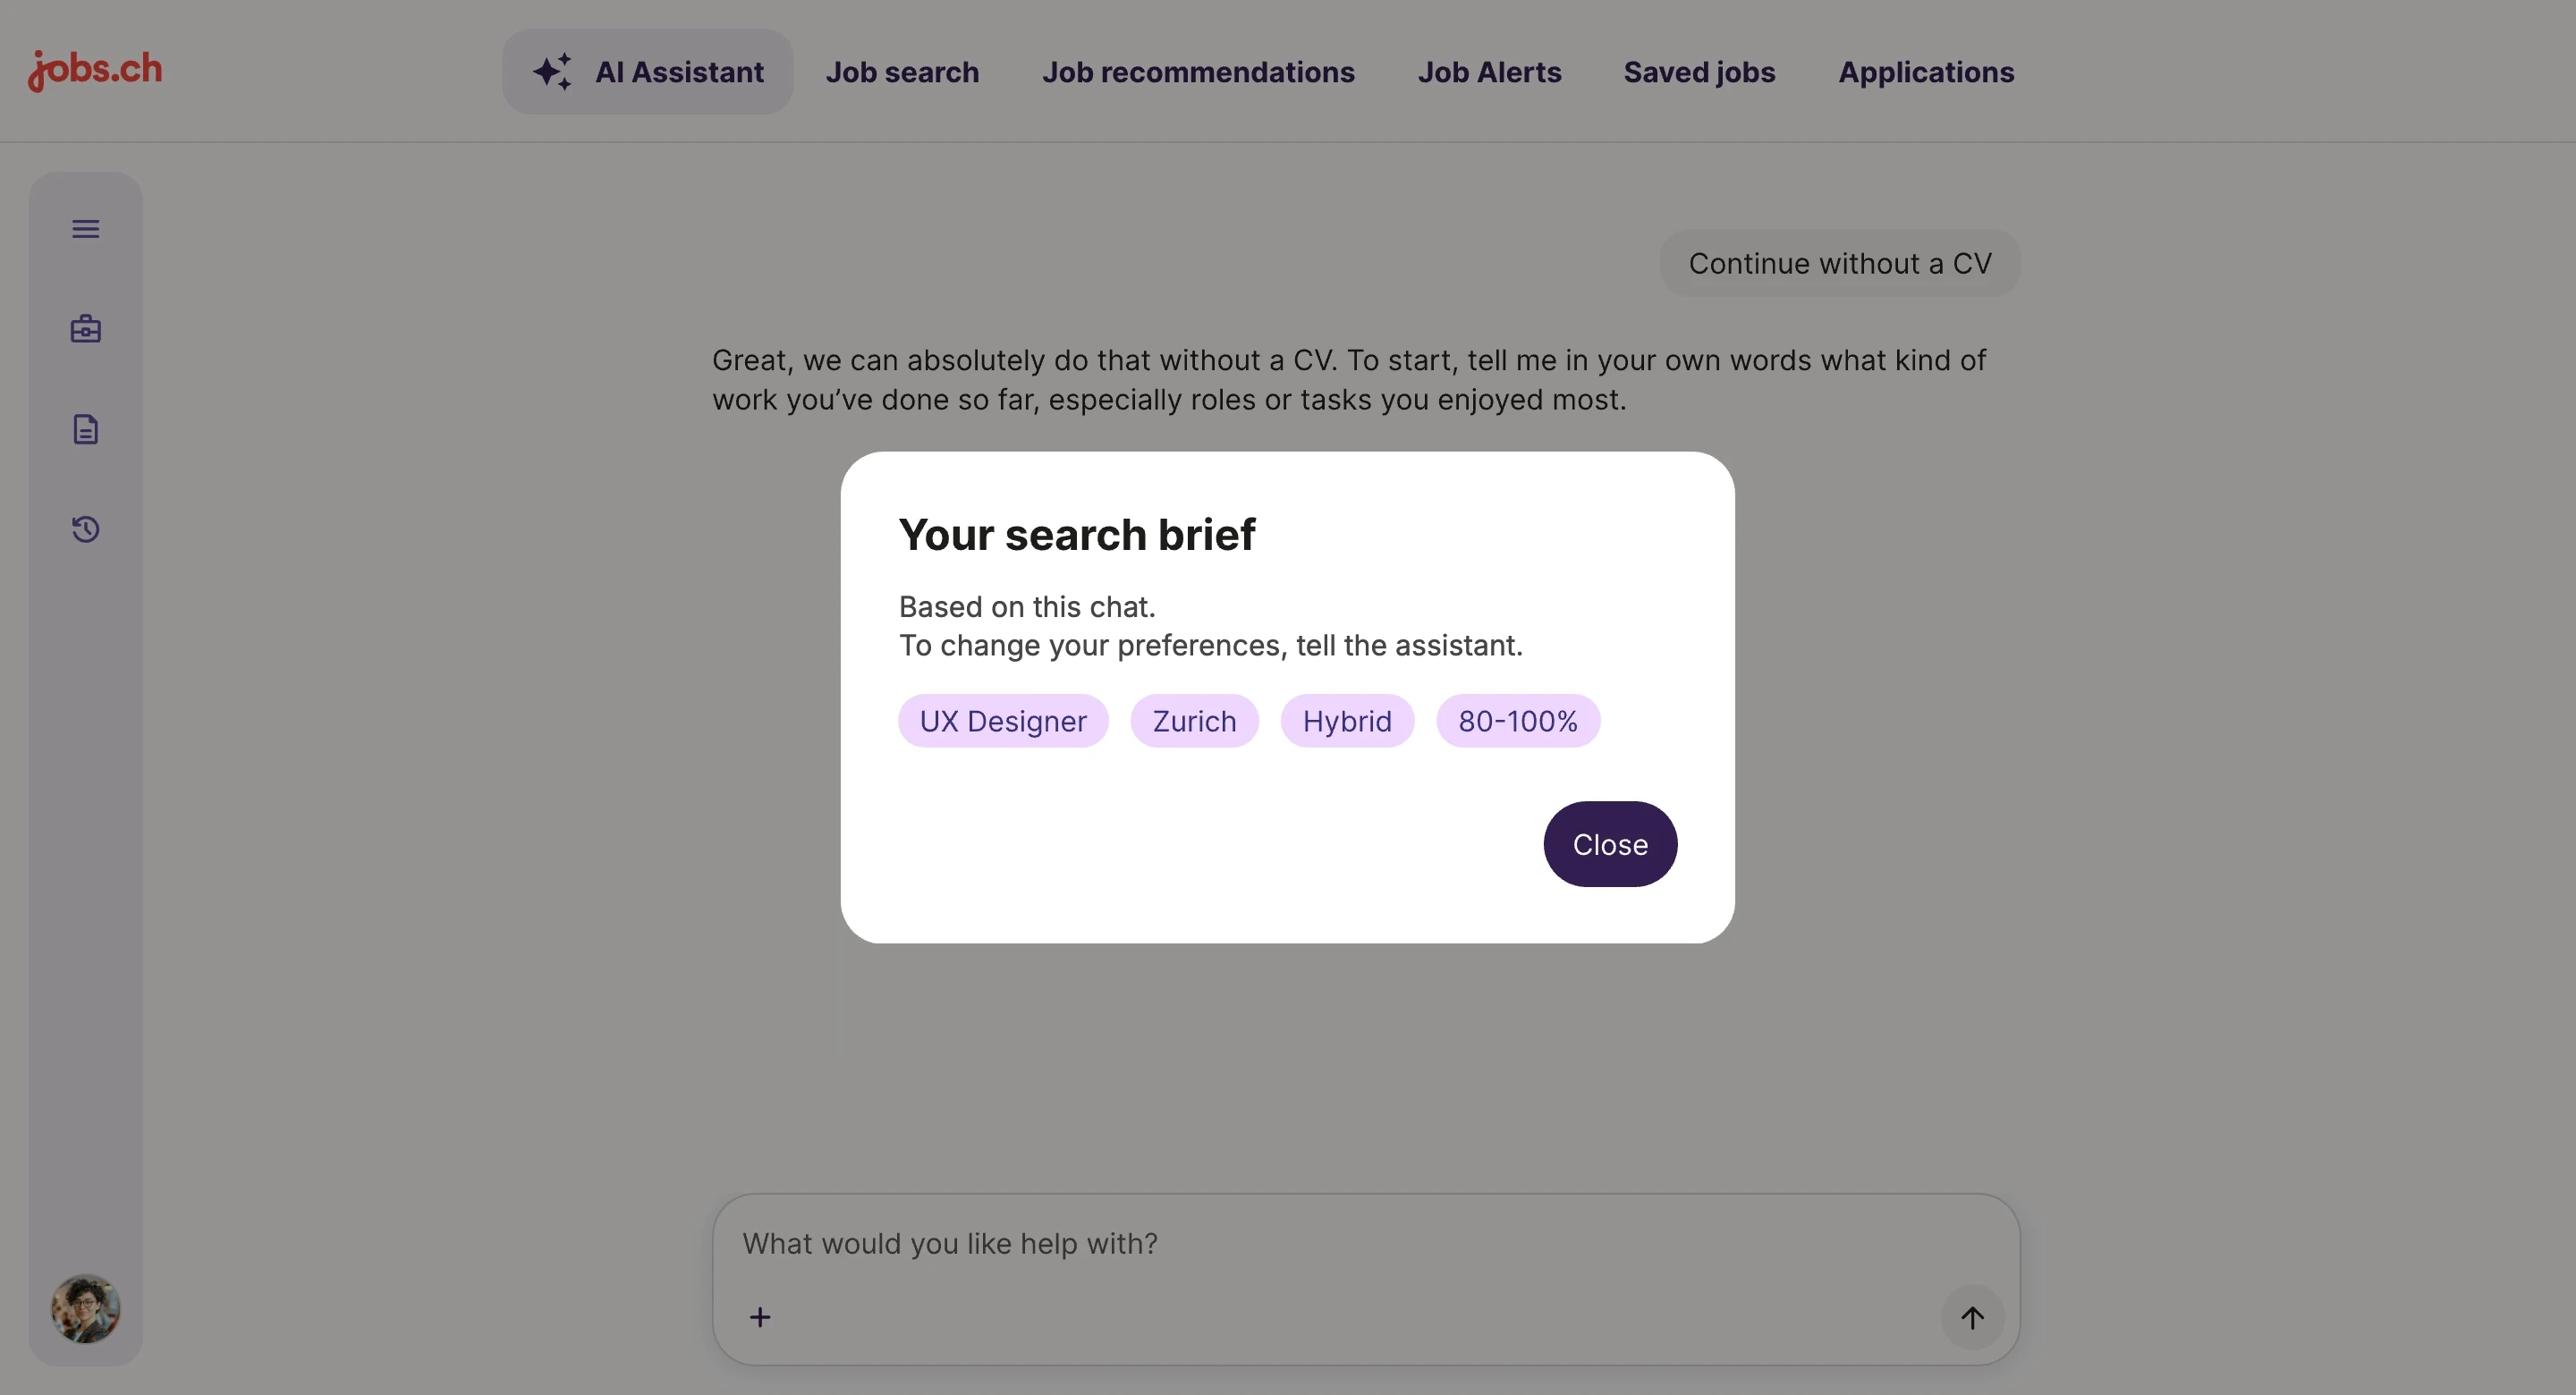 jobs.ch
AI Assistant
Job search
Job recommendations
Job Alerts
Saved jobs
Applications
Continue without a CV
Great, we can absolutely do that without a CV. To start, tell me in your own words what kind of
work you’ve done so far, especially roles or tasks you enjoyed most.
Your search brief
Based on this chat.
To change your preferences, tell the assistant.
UX Designer
Zurich
Hybrid
80-100%
Close
What would you like help with?